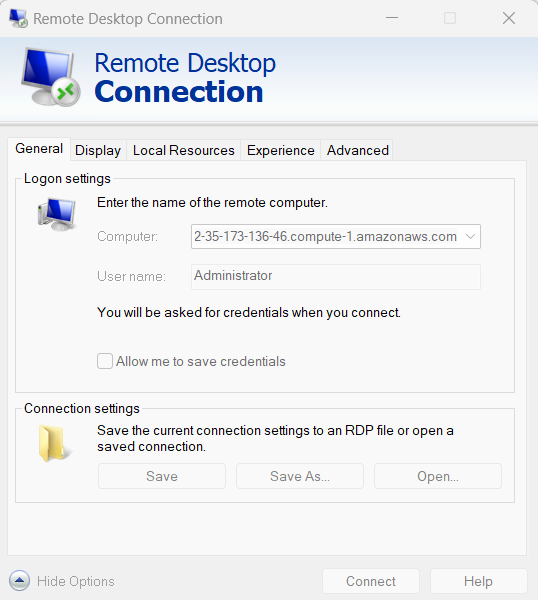 Remote Desktop Connection
Remote Desktop
Connection
General Display Local Resources Experience Advanced
Logon settings
Enter the name of the remote computer.
Computer: 2-35-173-136-46.compute-1.amazonaws.com
User name: Administrator
You will be asked for credentials when you connect.
Allow me to save credentials
Connection settings
Save the current connection settings to an RDP file or open a
saved connection.
Save Save As... Open...
Hide Options Connect Help